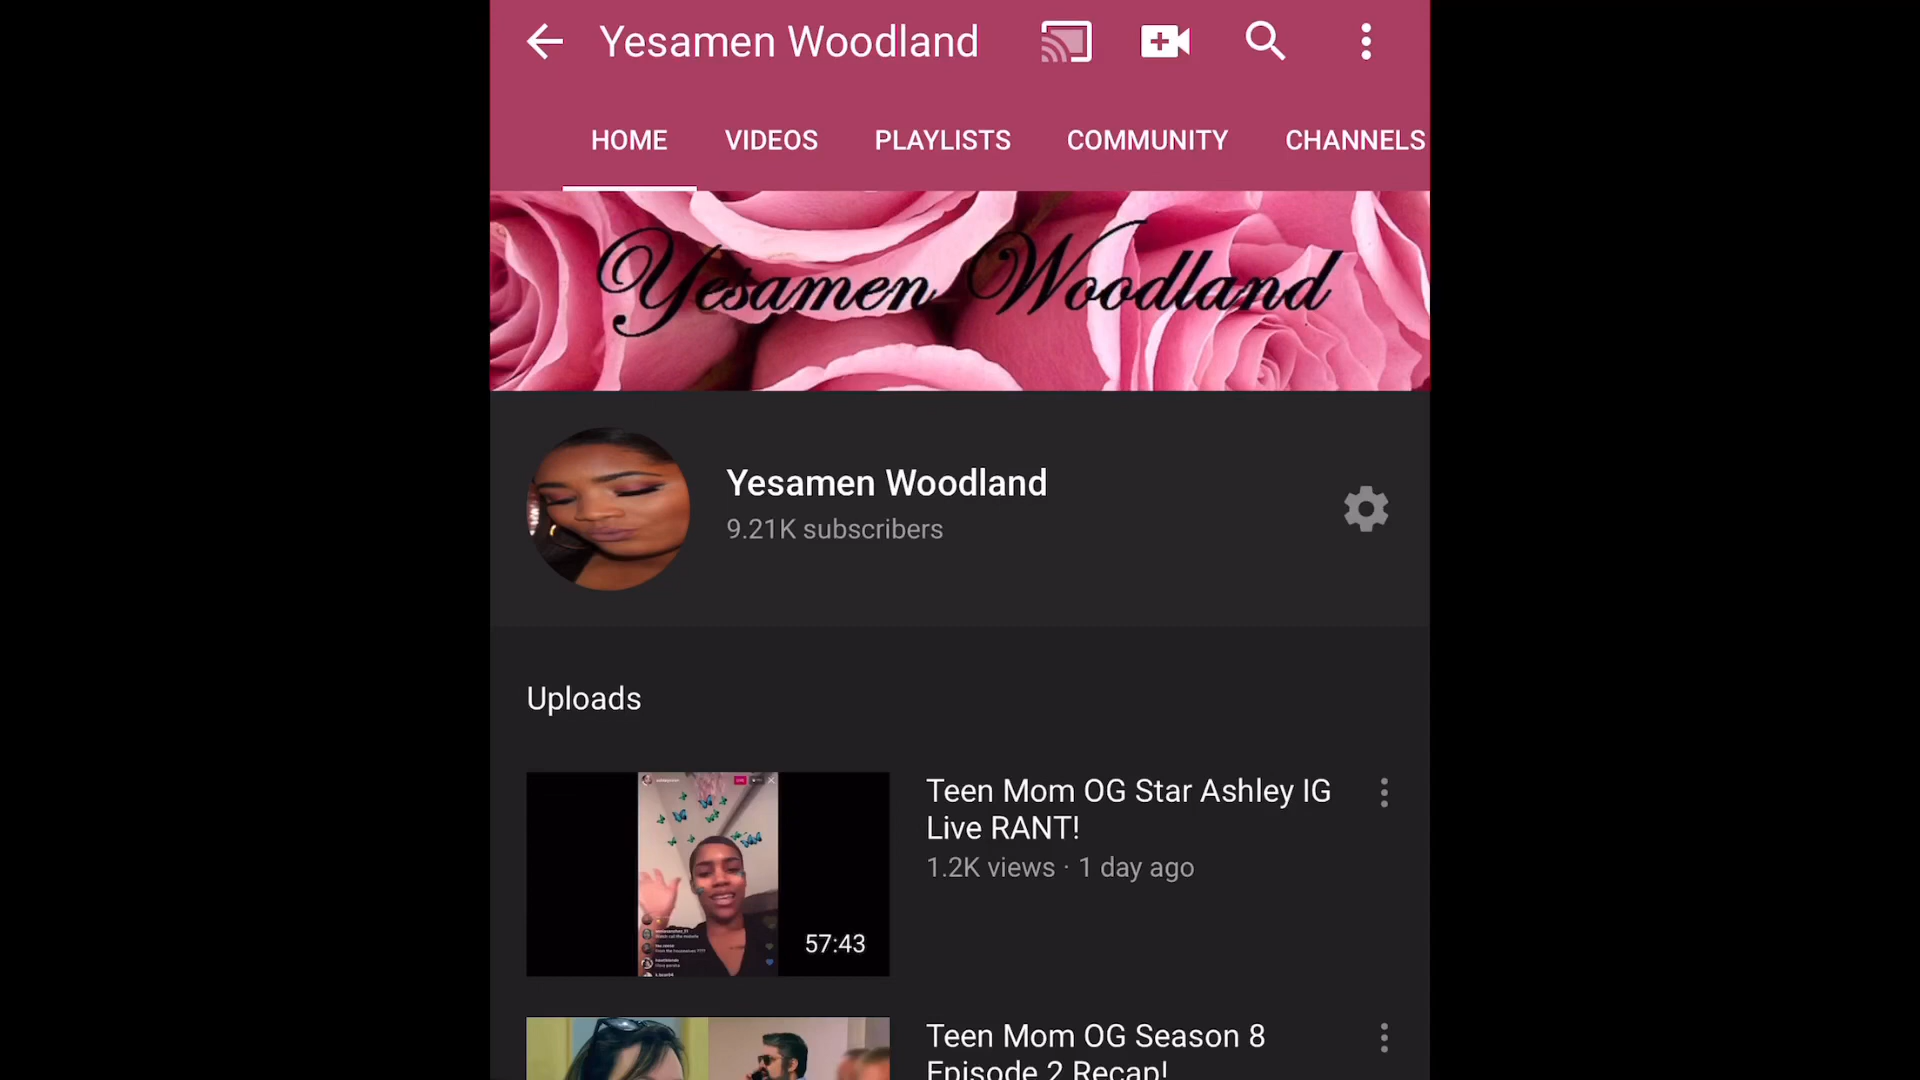 Yesamen Woodland
HOME VIDEOS PLAYLISTS COMMUNITY CHANNELS
Yesamen Woodland
Yesamen Woodland
9.21K subscribers
Uploads
Teen Mom OG Star Ashley IG
Live RANT!
1.2K views · 1 day ago
57:43
Teen Mom OG Season 8
Episode 2 Recap!